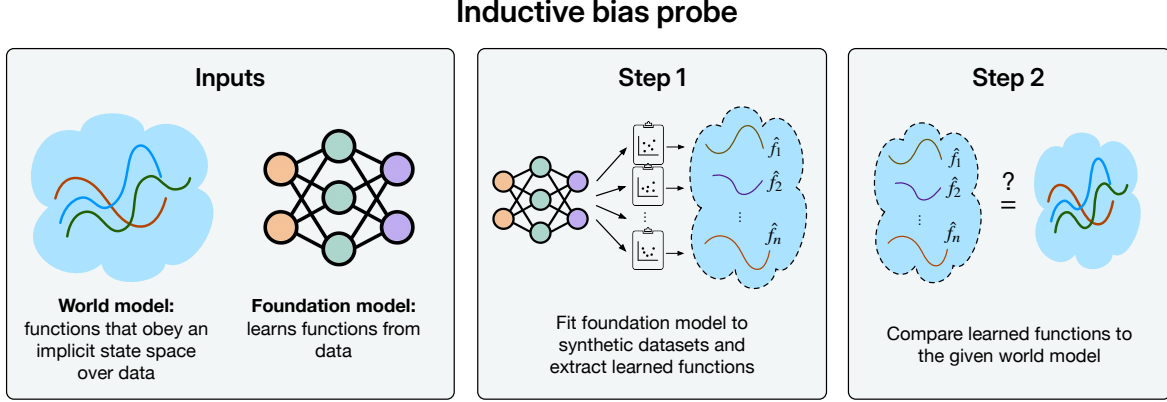 Inductive bias probe
Inputs
World model:
functions that obey an
implicit state space
over data
Foundation model:
learns functions from
data
Step 1
f̂1
f̂2
⋮
f̂n
Fit foundation model to
synthetic datasets and
extract learned functions
Step 2
f̂1
f̂2
⋮
f̂n
?
=
Compare learned functions to
the given world model